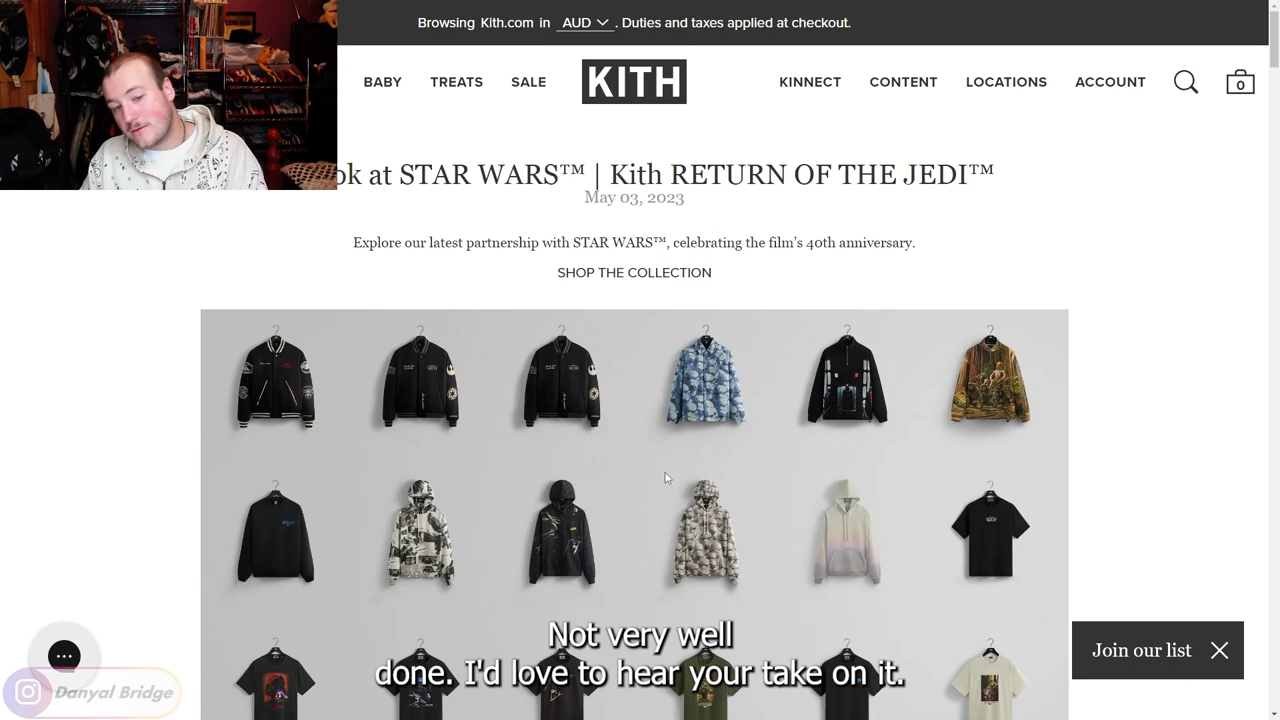 Browsing Kith.com in AUD . Duties and taxes applied at checkout.
BABY TREATS SALE KITH KINNECT CONTENT LOCATIONS ACCOUNT 0
ok at STAR WARS™ | Kith RETURN OF THE JEDI™
May 03, 2023
Explore our latest partnership with STAR WARS™, celebrating the film's 40th anniversary.
SHOP THE COLLECTION
Not very well
done. I'd love to hear your take on it.
Join our list
Danyal Bridge